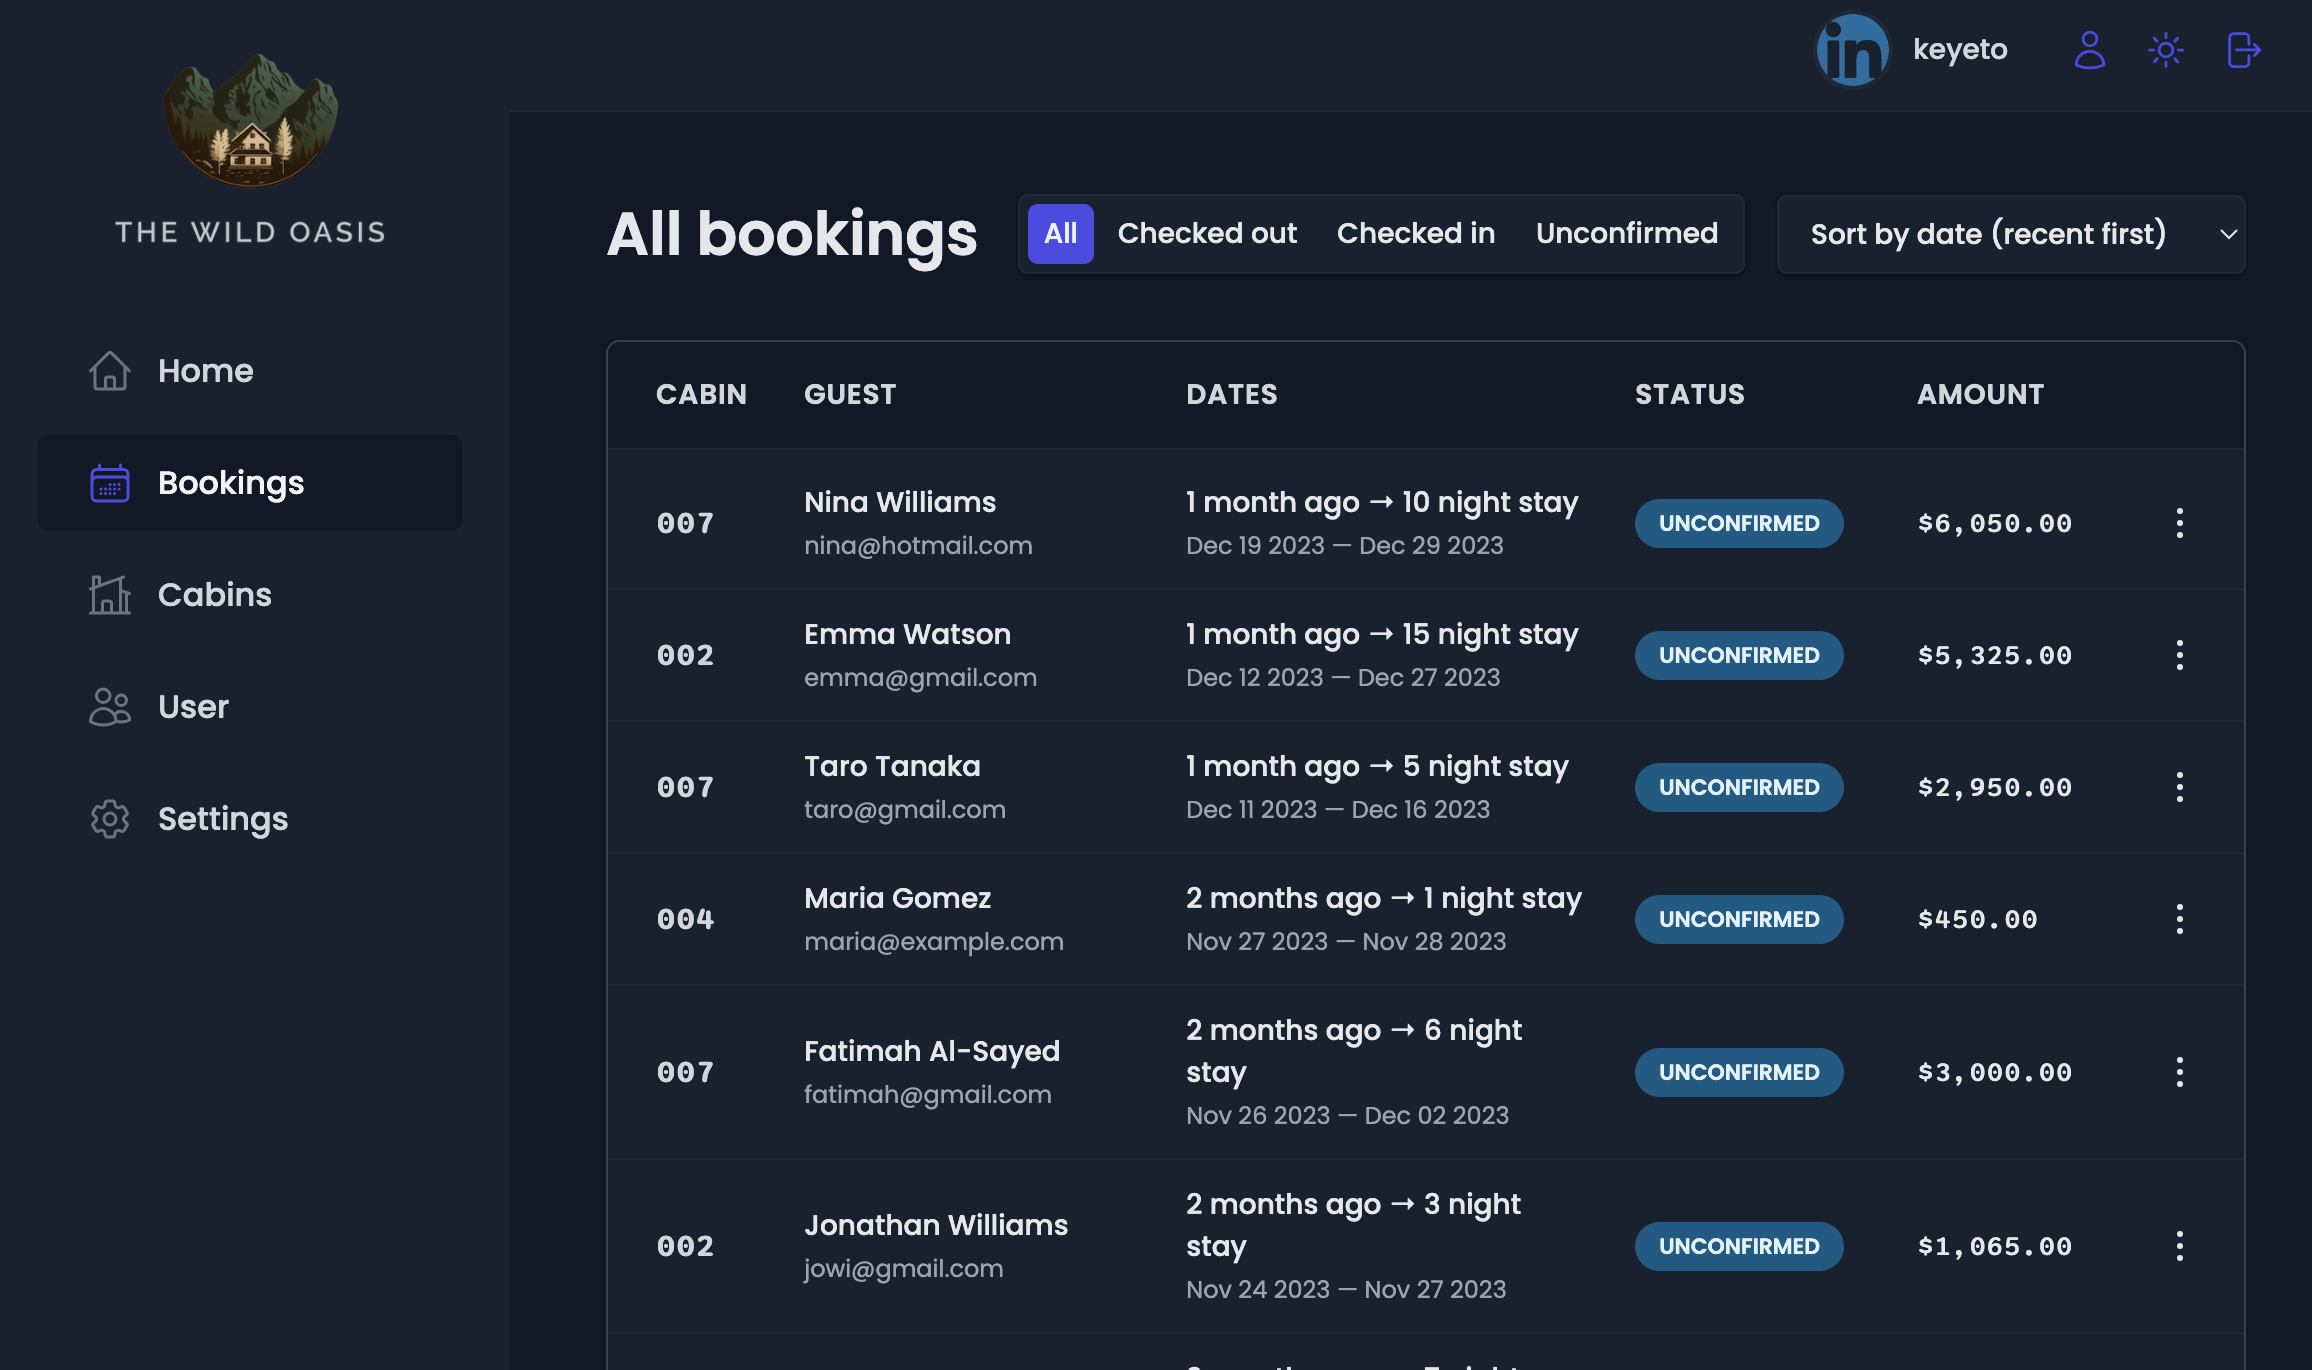 in
keyeto
THE WILD OASIS
All bookings
All Checked out Checked in Unconfirmed
Sort by date (recent first)
Home
Bookings
Cabins
User
Settings
CABIN GUEST DATES STATUS AMOUNT
007 Nina Williams 1 month ago → 10 night stay UNCONFIRMED $6,050.00
nina@hotmail.com Dec 19 2023 — Dec 29 2023
002 Emma Watson 1 month ago → 15 night stay UNCONFIRMED $5,325.00
emma@gmail.com Dec 12 2023 — Dec 27 2023
007 Taro Tanaka 1 month ago → 5 night stay UNCONFIRMED $2,950.00
taro@gmail.com Dec 11 2023 — Dec 16 2023
004 Maria Gomez 2 months ago → 1 night stay UNCONFIRMED $450.00
maria@example.com Nov 27 2023 — Nov 28 2023
007 Fatimah Al-Sayed 2 months ago → 6 night stay UNCONFIRMED $3,000.00
fatimah@gmail.com Nov 26 2023 — Dec 02 2023
002 Jonathan Williams 2 months ago → 3 night stay UNCONFIRMED $1,065.00
jowi@gmail.com Nov 24 2023 — Nov 27 2023